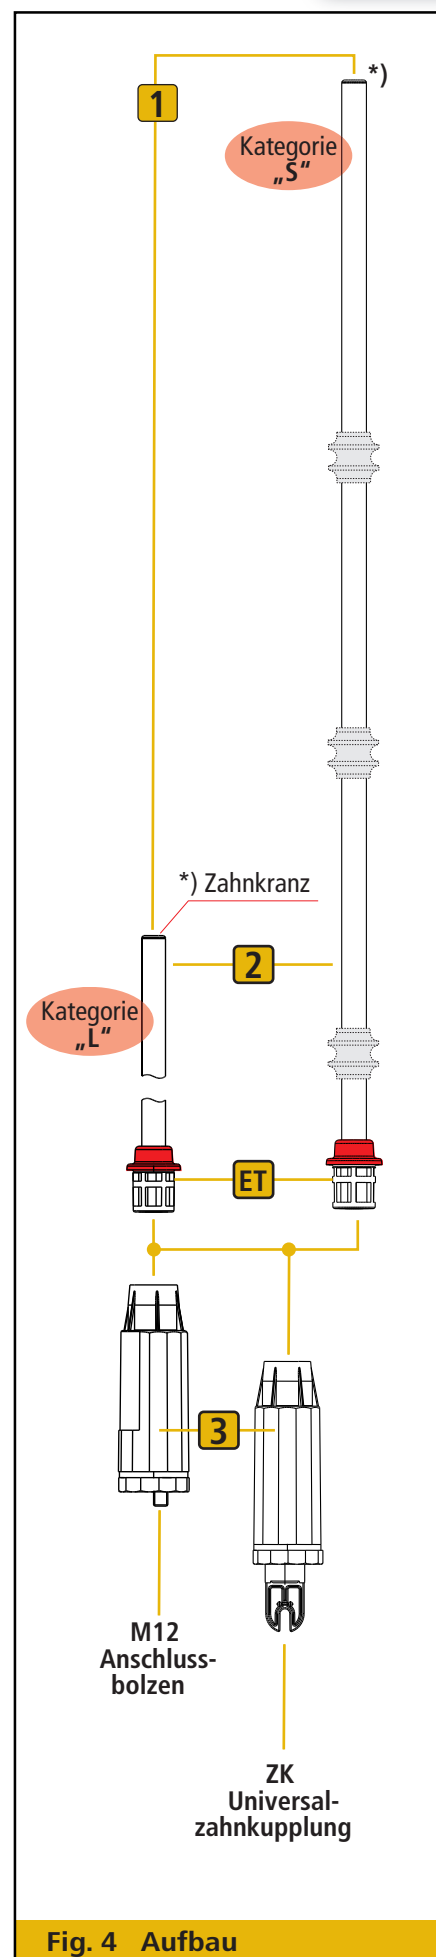 *)
1
Kategorie
„S“
*) Zahnkranz
2
Kategorie
„L“
ET
3
M12
Anschluss-
bolzen
ZK
Universal-
zahnkupplung
Fig. 4 Aufbau